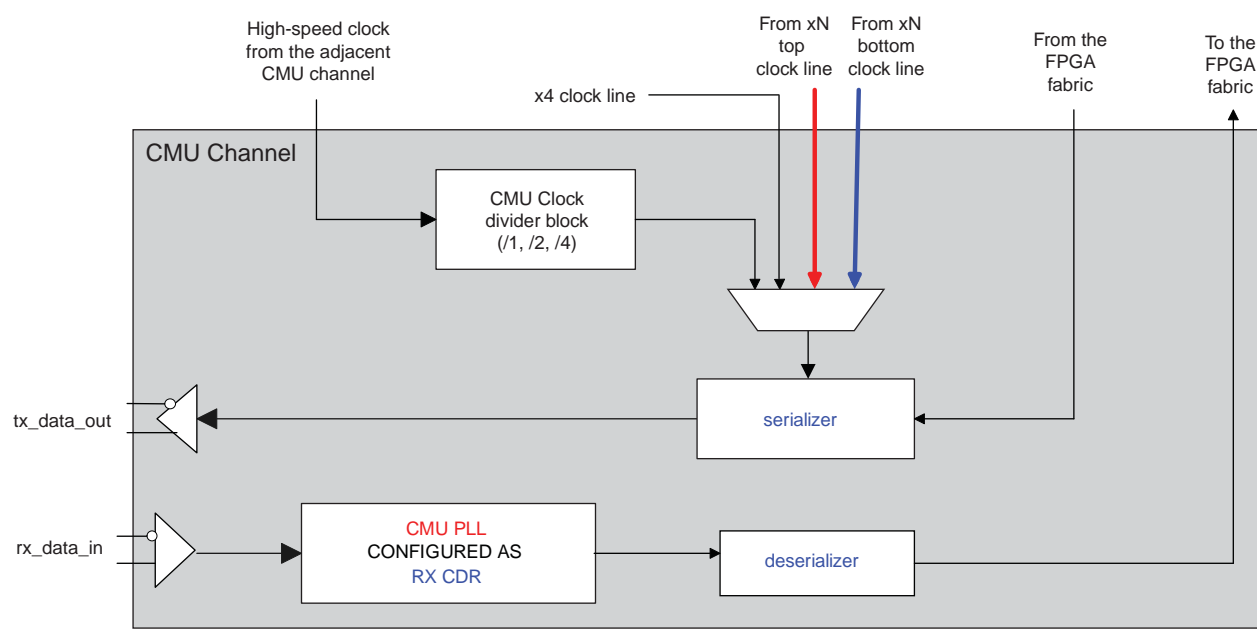 High-speed clock
from the adjacent
CMU channel
From xN
top
clock line
From xN
bottom
clock line
From the
FPGA
fabric
To the
FPGA
fabric
x4 clock line
CMU Channel
CMU Clock
divider block
(/1, /2, /4)
tx_data_out
serializer
rx_data_in
CMU PLL
CONFIGURED AS
RX CDR
deserializer